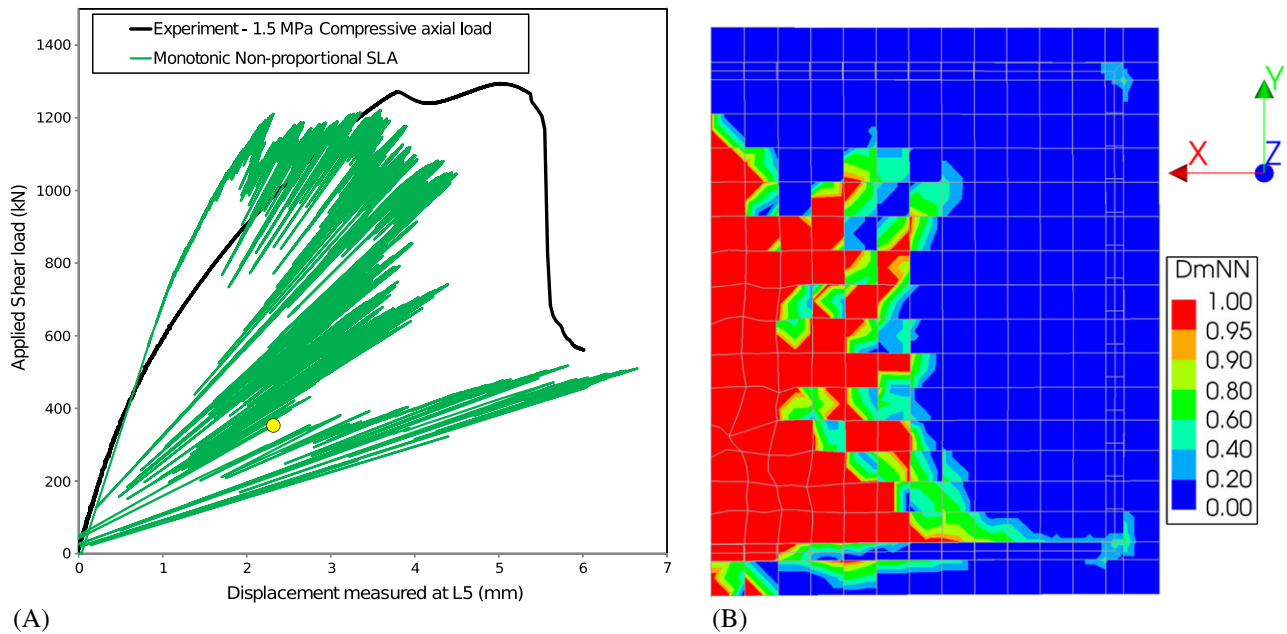 Experiment - 1.5 MPa Compressive axial load
Monotonic Non-proportional SLA
Applied Shear load (kN)
1400
1200
1000
800
600
400
200
0
0 1 2 3 4 5 6 7
Displacement measured at L5 (mm)
(A)
Y
X
Z
DmNN
1.00
0.95
0.90
0.80
0.60
0.40
0.20
0.00
(B)